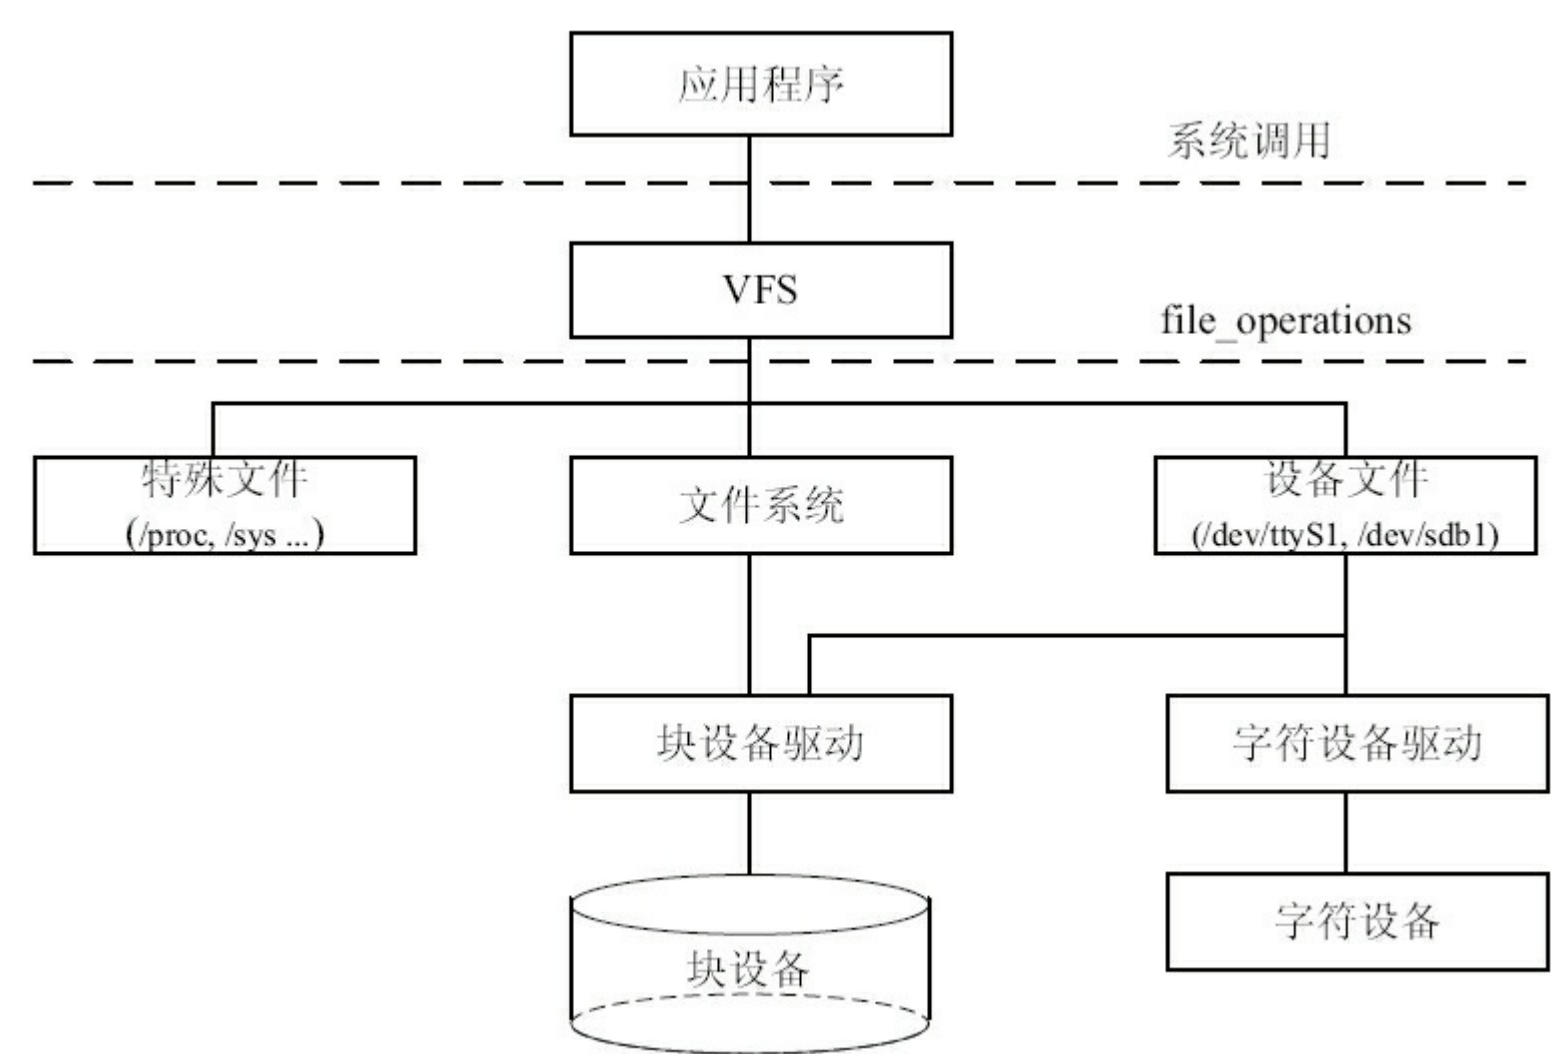 应用程序
系统调用
VFS
file_operations
特殊文件
(/proc, /sys ...)
文件系统
设备文件
(/dev/ttyS1, /dev/sdb1)
块设备驱动
字符设备驱动
块设备
字符设备